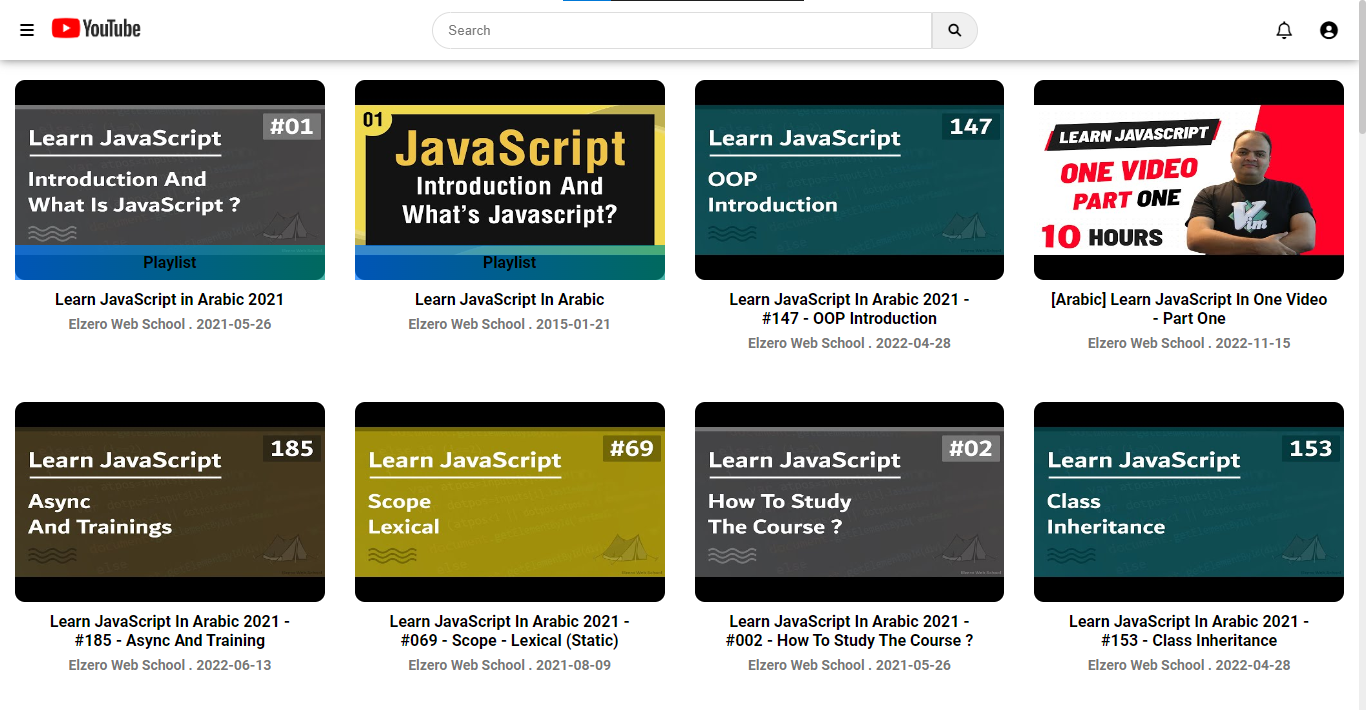 YouTube
Search
#01
Learn JavaScript
Introduction And
What Is JavaScript ?
Playlist
Learn JavaScript in Arabic 2021
Elzero Web School . 2021-05-26
01
JavaScript
Introduction And
What's Javascript?
Playlist
Learn JavaScript In Arabic
Elzero Web School . 2015-01-21
147
Learn JavaScript
OOP
Introduction
Learn JavaScript In Arabic 2021 -
#147 - OOP Introduction
Elzero Web School . 2022-04-28
LEARN JAVASCRIPT
ONE VIDEO
PART ONE
10 HOURS
Vim
[Arabic] Learn JavaScript In One Video
- Part One
Elzero Web School . 2022-11-15
185
Learn JavaScript
Async
And Trainings
Learn JavaScript In Arabic 2021 -
#185 - Async And Training
Elzero Web School . 2022-06-13
#69
Learn JavaScript
Scope
Lexical
Learn JavaScript In Arabic 2021 -
#069 - Scope - Lexical (Static)
Elzero Web School . 2021-08-09
#02
Learn JavaScript
How To Study
The Course ?
Learn JavaScript In Arabic 2021 -
#002 - How To Study The Course ?
Elzero Web School . 2021-05-26
153
Learn JavaScript
Class
Inheritance
Learn JavaScript In Arabic 2021 -
#153 - Class Inheritance
Elzero Web School . 2022-04-28